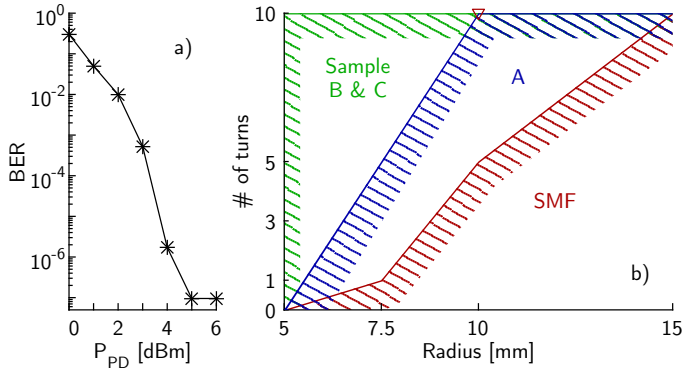 10^0
10^-2
10^-4
10^-6
BER
0
2
4
6
P_PD [dBm]
a)
10
5
3
1
0
# of turns
5
7.5
10
15
Radius [mm]
Sample
B & C
A
SMF
b)